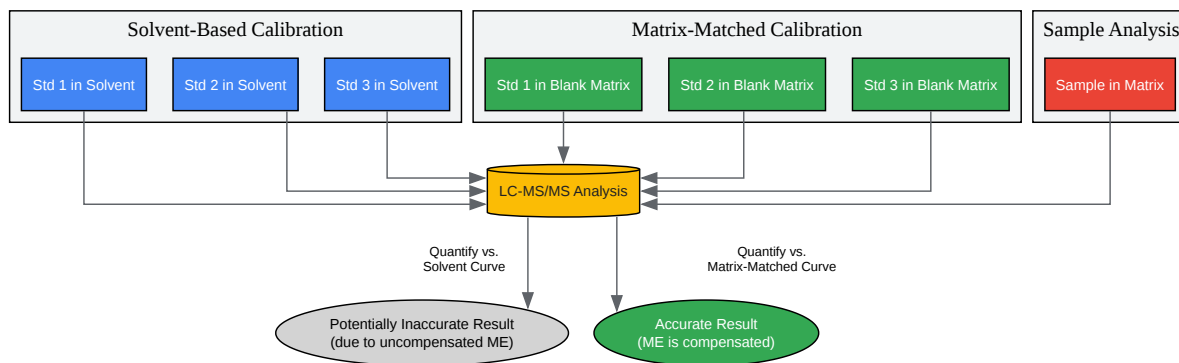 Solvent-Based Calibration
Matrix-Matched Calibration
Sample Analysis
Std 1 in Solvent
Std 2 in Solvent
Std 3 in Solvent
Std 1 in Blank Matrix
Std 2 in Blank Matrix
Std 3 in Blank Matrix
Sample in Matrix
LC-MS/MS Analysis
Quantify vs.
Solvent Curve
Quantify vs.
Matrix-Matched Curve
Potentially Inaccurate Result
(due to uncompensated ME)
Accurate Result
(ME is compensated)